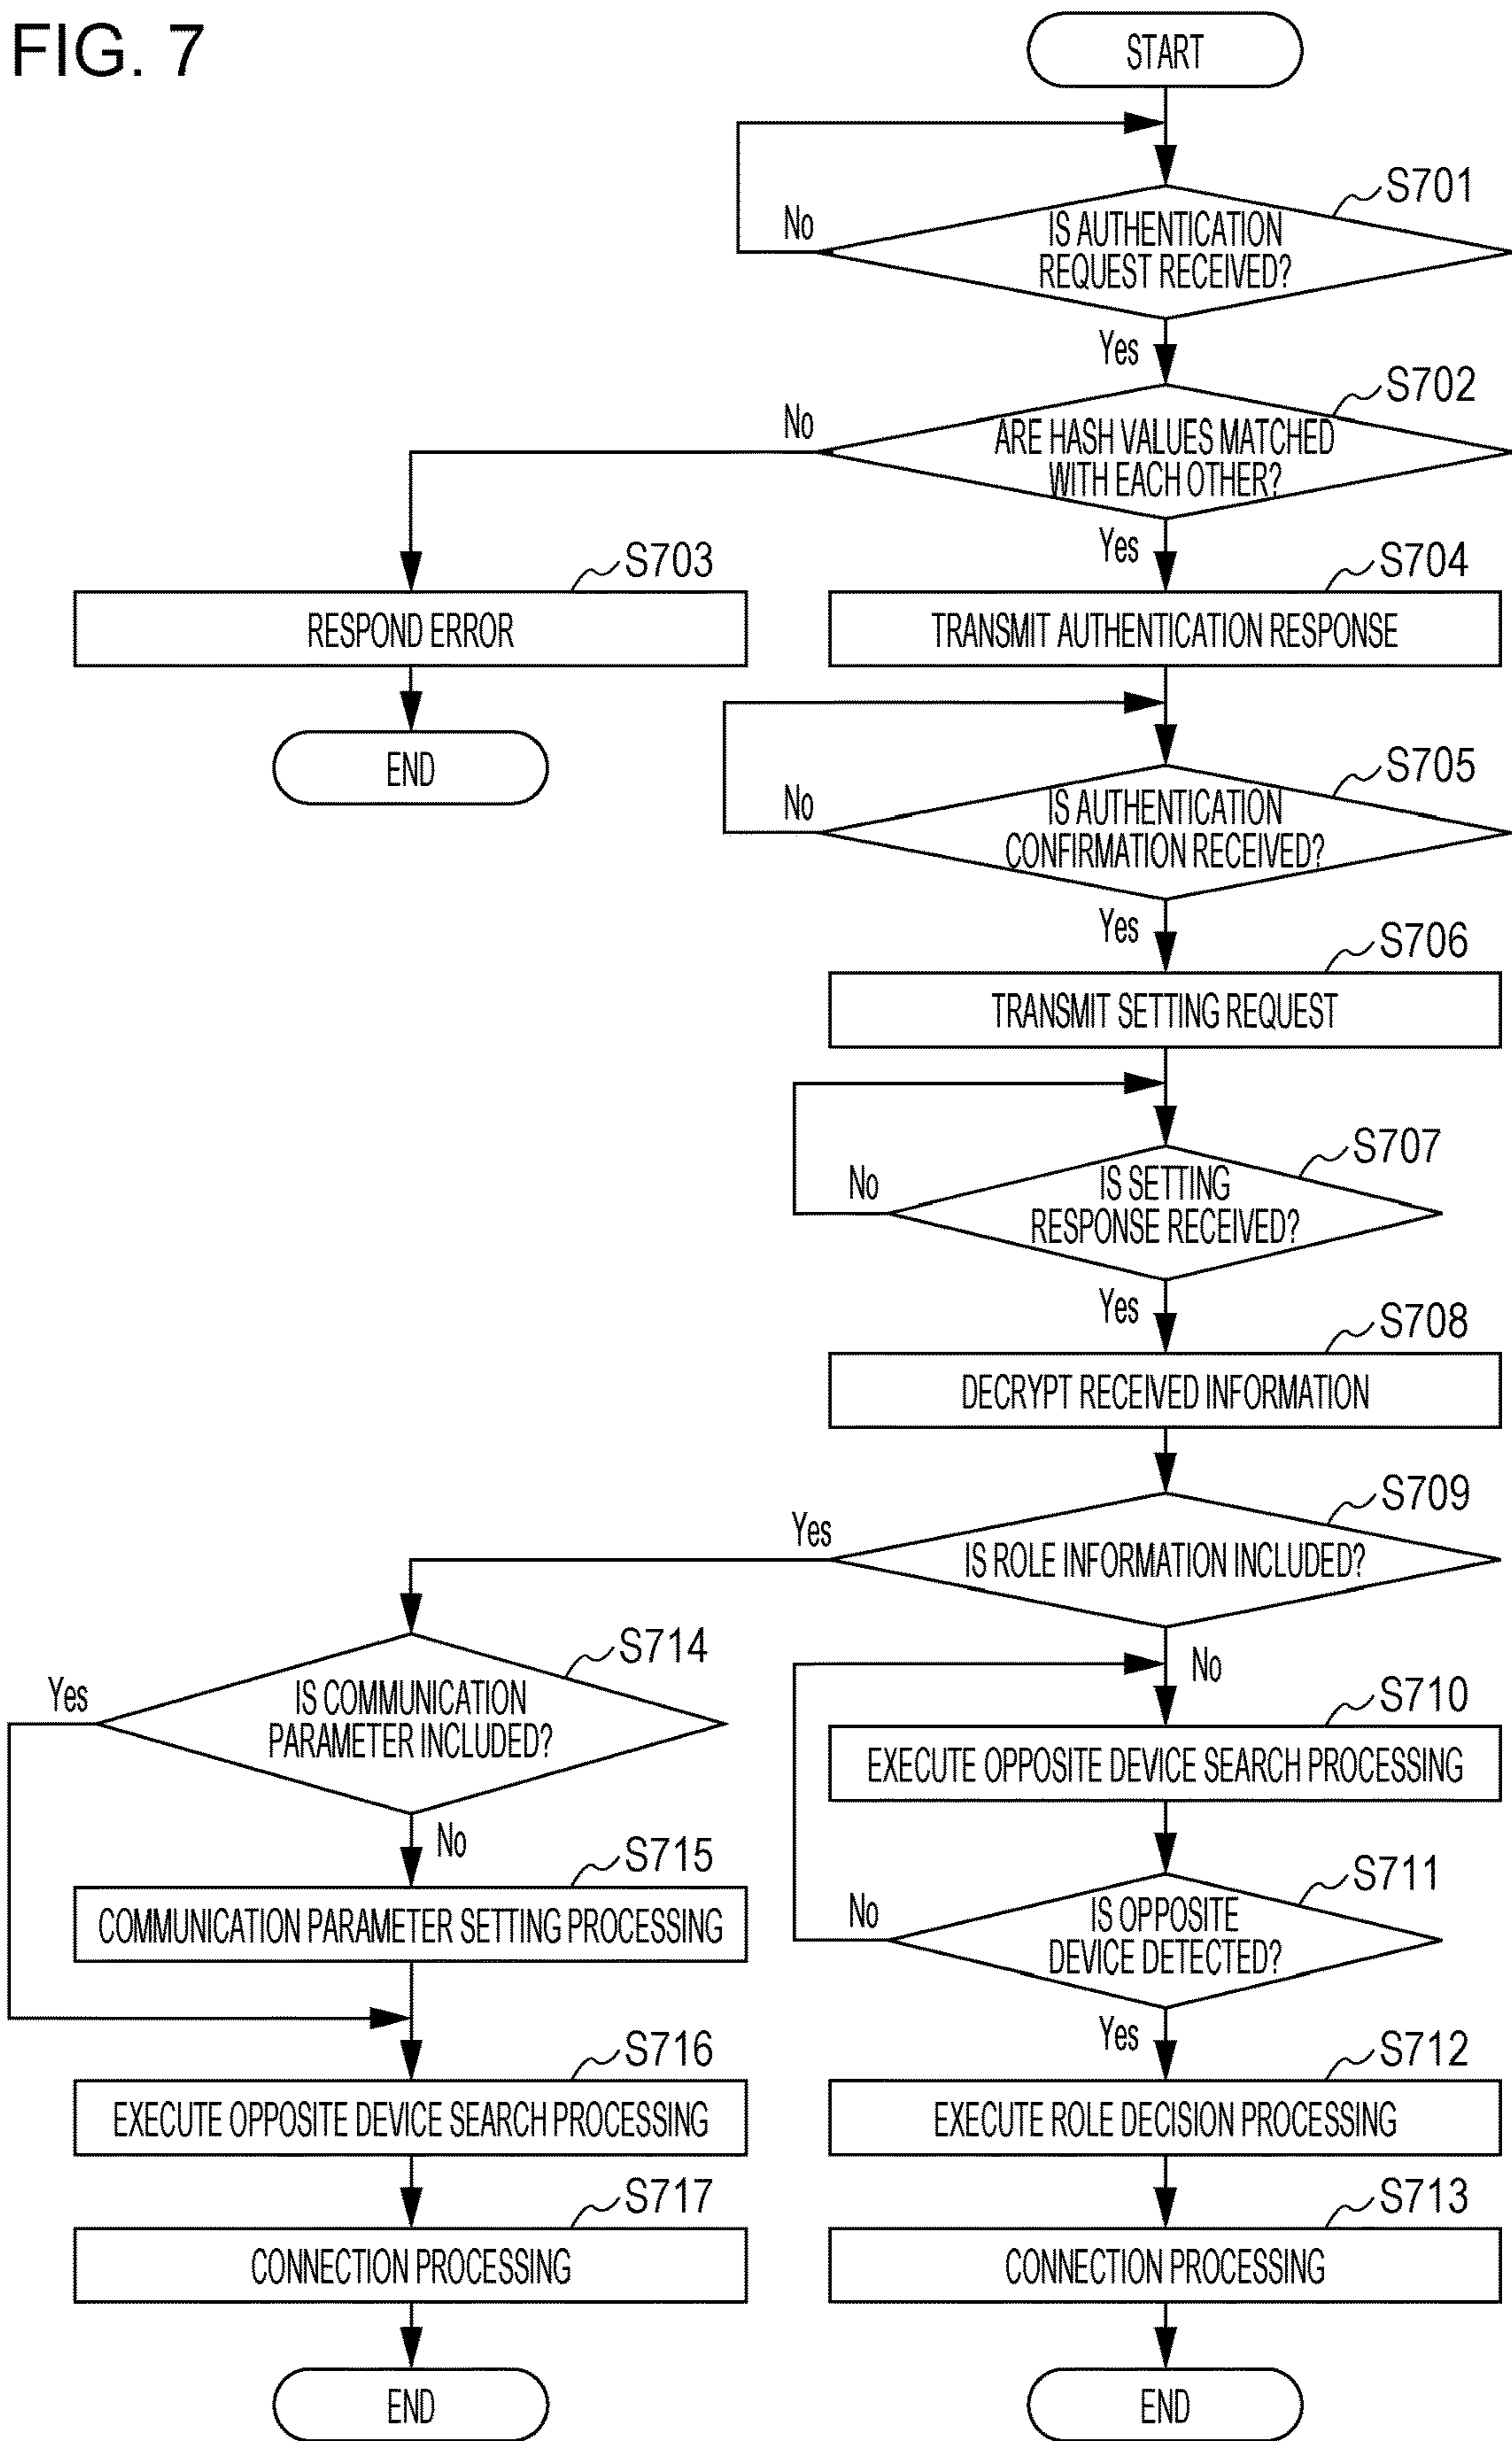 FIG. 7
START
S701
No
IS AUTHENTICATION
REQUEST RECEIVED?
Yes
S702
No
ARE HASH VALUES MATCHED
WITH EACH OTHER?
Yes
S703
S704
RESPOND ERROR
TRANSMIT AUTHENTICATION RESPONSE
END
S705
No
IS AUTHENTICATION
CONFIRMATION RECEIVED?
Yes
S706
TRANSMIT SETTING REQUEST
S707
No
IS SETTING
RESPONSE RECEIVED?
Yes
S708
DECRYPT RECEIVED INFORMATION
S709
Yes
IS ROLE INFORMATION INCLUDED?
No
S714
Yes
IS COMMUNICATION
PARAMETER INCLUDED?
No
S715
COMMUNICATION PARAMETER SETTING PROCESSING
S716
EXECUTE OPPOSITE DEVICE SEARCH PROCESSING
S717
CONNECTION PROCESSING
END
S710
EXECUTE OPPOSITE DEVICE SEARCH PROCESSING
S711
No
IS OPPOSITE
DEVICE DETECTED?
Yes
S712
EXECUTE ROLE DECISION PROCESSING
S713
CONNECTION PROCESSING
END